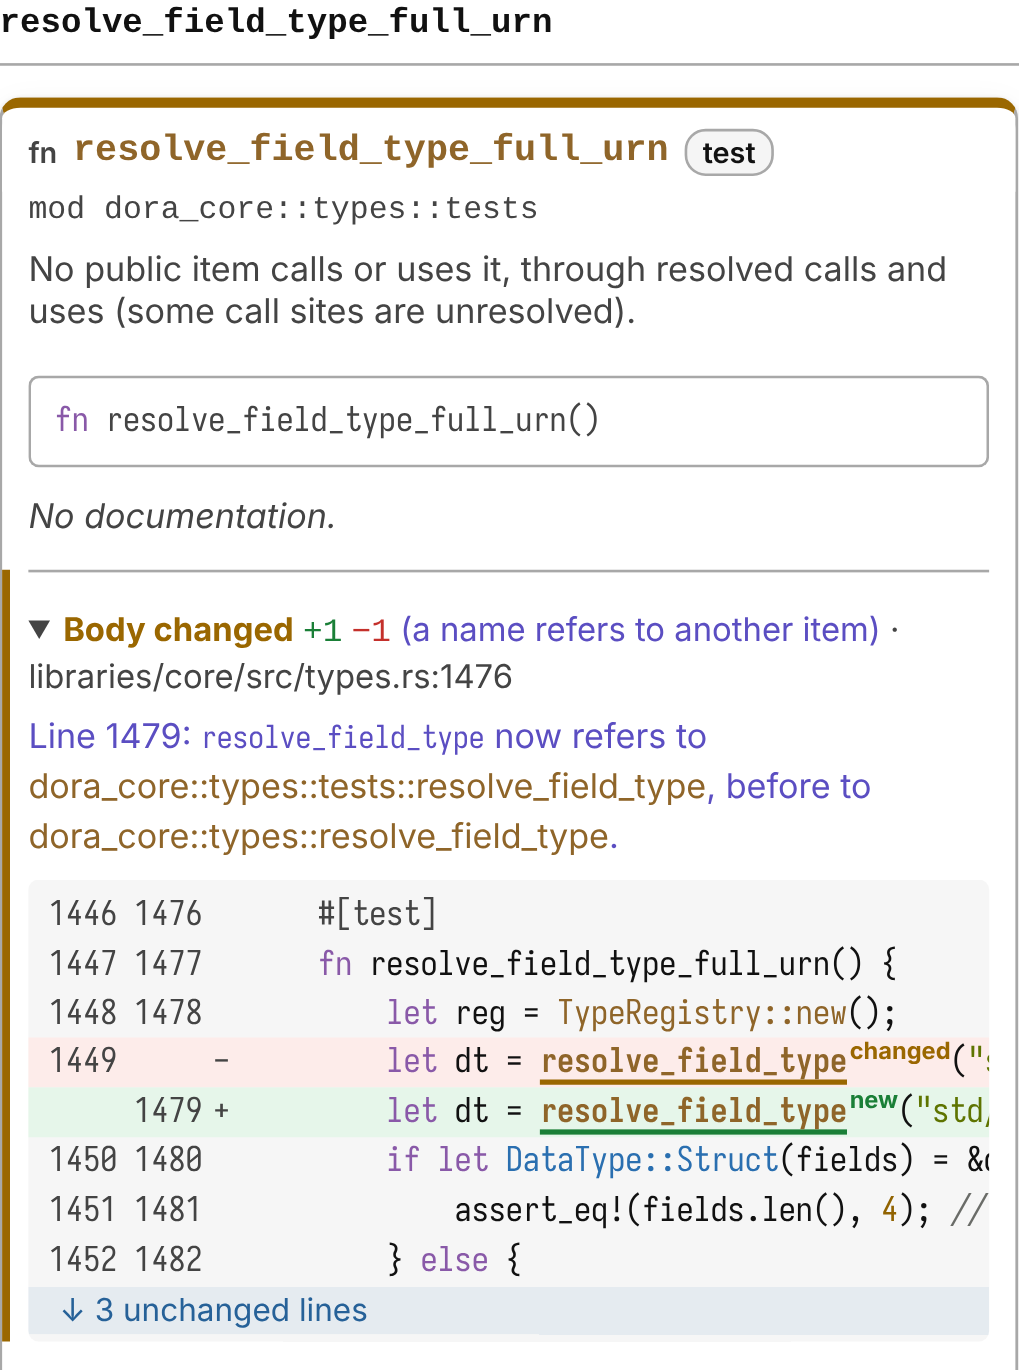 resolve_field_type_full_urn
fn resolve_field_type_full_urn test
mod dora_core::types::tests
No public item calls or uses it, through resolved calls and
uses (some call sites are unresolved).
fn resolve_field_type_full_urn()
No documentation.
▼ Body changed +1 −1 (a name refers to another item) ·
libraries/core/src/types.rs:1476
Line 1479: resolve_field_type now refers to
dora_core::types::tests::resolve_field_type, before to
dora_core::types::resolve_field_type.
1446 1476 #[test]
1447 1477 fn resolve_field_type_full_urn() {
1448 1478 let reg = TypeRegistry::new();
1449 − let dt = resolve_field_type changed ("
1479 + let dt = resolve_field_type new ("std/
1450 1480 if let DataType::Struct(fields) = &
1451 1481 assert_eq!(fields.len(), 4); //
1452 1482 } else {
↓ 3 unchanged lines